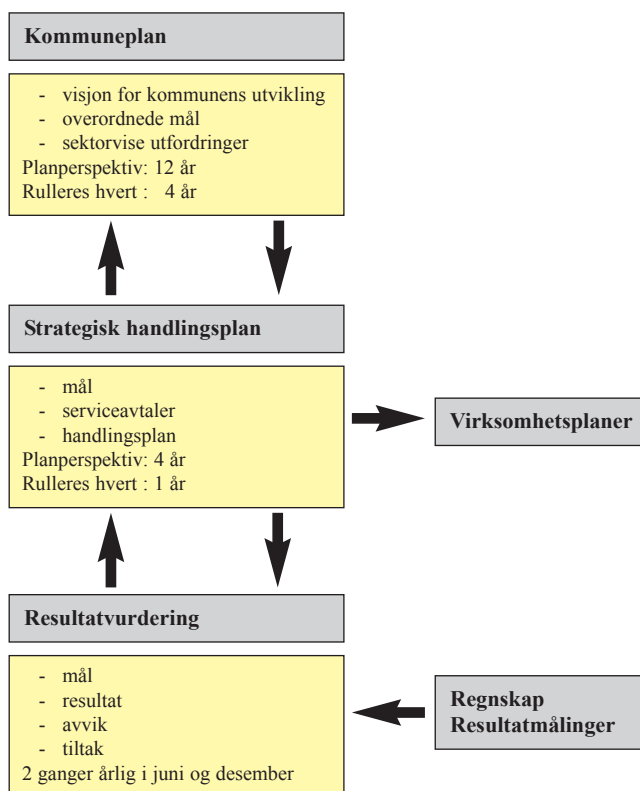 Kommuneplan
- visjon for kommunens utvikling
- overordnede mål
- sektorvise utfordringer
Planperspektiv: 12 år
Rulleres hvert : 4 år
Strategisk handlingsplan
- mål
- serviceavtaler
- handlingsplan
Planperspektiv: 4 år
Rulleres hvert : 1 år
Virksomhetsplaner
Resultatvurdering
- mål
- resultat
- avvik
- tiltak
2 ganger årlig i juni og desember
Regnskap
Resultatmålinger